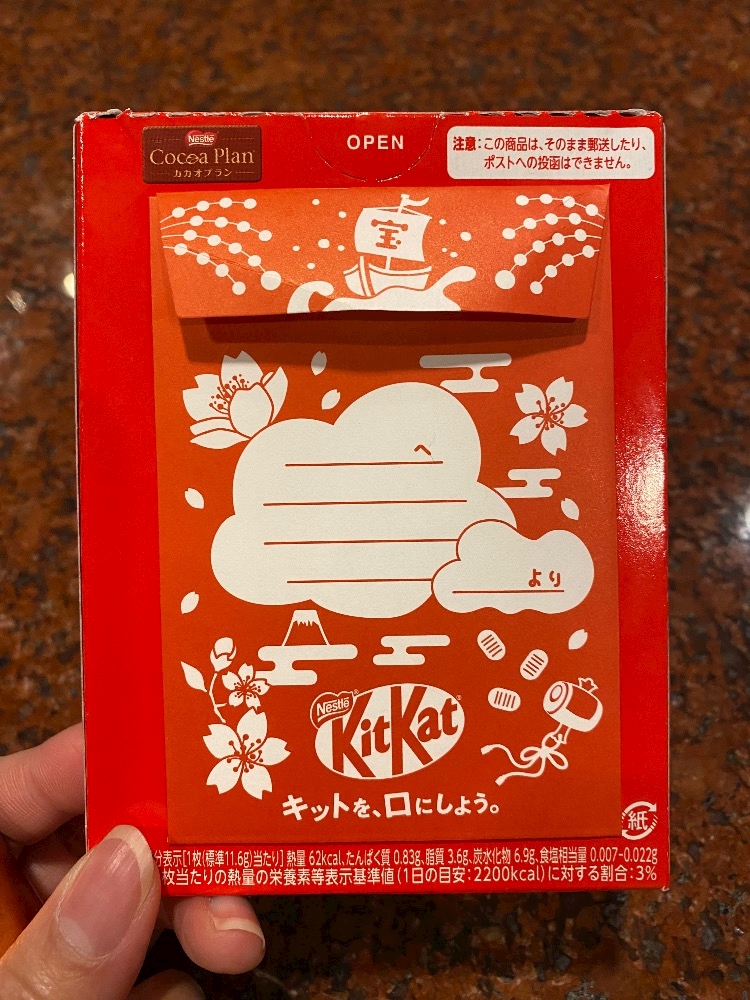 Nestlé
Cocoa Plan
カカオプラン
OPEN
注意:この商品は、そのまま郵送したり、
ポストへの投函はできません。
宝
へ
より
Nestlé®
KitKat®
キットを、口にしよう。
紙
分表示[1枚(標準11.6g)当たり] 熱量 62kcal、たんぱく質 0.83g、脂質 3.6g、炭水化物 6.9g、食塩相当量 0.007-0.022g
枚当たりの熱量の栄養素等表示基準値(1日の目安:2200kcal)に対する割合:3%